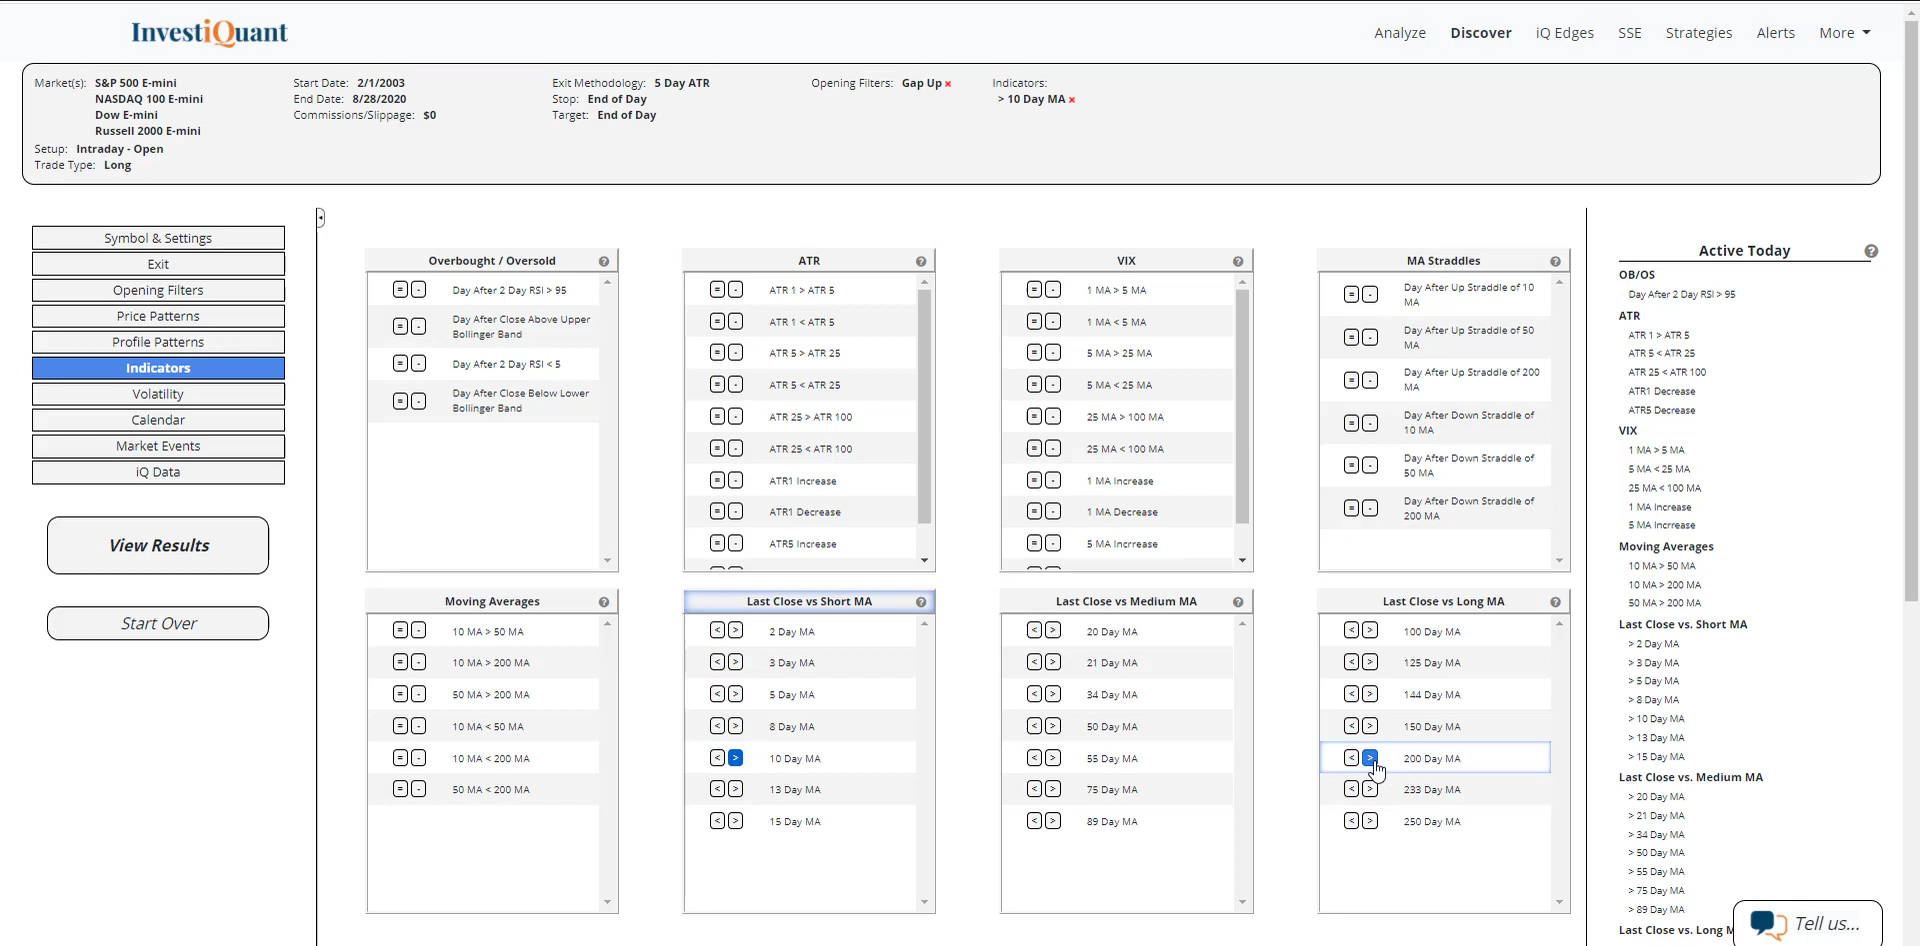 InvestiQuant
Analyze Discover iQ Edges SSE Strategies Alerts More
Market(s): S&P 500 E-mini
NASDAQ 100 E-mini
Dow E-mini
Russell 2000 E-mini
Setup: Intraday - Open
Trade Type: Long
Start Date: 2/1/2003
End Date: 8/28/2020
Commissions/Slippage: $0
Exit Methodology: 5 Day ATR
Stop: End of Day
Target: End of Day
Opening Filters: Gap Up ×
Indicators:
> 10 Day MA ×
Symbol & Settings
Exit
Opening Filters
Price Patterns
Profile Patterns
Indicators
Volatility
Calendar
Market Events
iQ Data
View Results
Start Over
Overbought / Oversold ?
= - Day After 2 Day RSI > 95
= - Day After Close Above Upper
Bollinger Band
= - Day After 2 Day RSI < 5
= - Day After Close Below Lower
Bollinger Band
ATR ?
= - ATR 1 > ATR 5
= - ATR 1 < ATR 5
= - ATR 5 > ATR 25
= - ATR 5 < ATR 25
= - ATR 25 > ATR 100
= - ATR 25 < ATR 100
= - ATR1 Increase
= - ATR1 Decrease
= - ATR5 Increase
VIX ?
= - 1 MA > 5 MA
= - 1 MA < 5 MA
= - 5 MA > 25 MA
= - 5 MA < 25 MA
= - 25 MA > 100 MA
= - 25 MA < 100 MA
= - 1 MA Increase
= - 1 MA Decrease
= - 5 MA Incrrease
MA Straddles ?
= - Day After Up Straddle of 10
MA
= - Day After Up Straddle of 50
MA
= - Day After Up Straddle of 200
MA
= - Day After Down Straddle of
10 MA
= - Day After Down Straddle of
50 MA
= - Day After Down Straddle of
200 MA
Moving Averages ?
= - 10 MA > 50 MA
= - 10 MA > 200 MA
= - 50 MA > 200 MA
= - 10 MA < 50 MA
= - 10 MA < 200 MA
= - 50 MA < 200 MA
Last Close vs Short MA ?
< > 2 Day MA
< > 3 Day MA
< > 5 Day MA
< > 8 Day MA
< > 10 Day MA
< > 13 Day MA
< > 15 Day MA
Last Close vs Medium MA ?
< > 20 Day MA
< > 21 Day MA
< > 34 Day MA
< > 50 Day MA
< > 55 Day MA
< > 75 Day MA
< > 89 Day MA
Last Close vs Long MA ?
< > 100 Day MA
< > 125 Day MA
< > 144 Day MA
< > 150 Day MA
< > 200 Day MA
< > 233 Day MA
< > 250 Day MA
Active Today ?
OB/OS
Day After 2 Day RSI > 95
ATR
ATR 1 > ATR 5
ATR 5 < ATR 25
ATR 25 < ATR 100
ATR1 Decrease
ATR5 Decrease
VIX
1 MA > 5 MA
5 MA < 25 MA
25 MA < 100 MA
1 MA Increase
5 MA Incrrease
Moving Averages
10 MA > 50 MA
10 MA > 200 MA
50 MA > 200 MA
Last Close vs. Short MA
> 2 Day MA
> 3 Day MA
> 5 Day MA
> 8 Day MA
> 10 Day MA
> 13 Day MA
> 15 Day MA
Last Close vs. Medium MA
> 20 Day MA
> 21 Day MA
> 34 Day MA
> 50 Day MA
> 55 Day MA
> 75 Day MA
> 89 Day MA
Last Close vs. Long
Tell us...